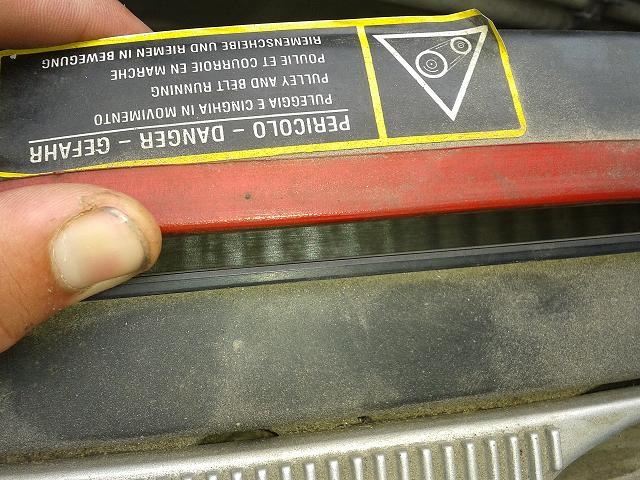 PERICOLO - DANGER - GEFAHR
PULEGGIA E CINGHIA IN MOVIMENTO
PULLEY AND BELT RUNNING
POULIE ET COURROIE EN MARCHE
RIEMENSCHEIBE UND RIEMEN IN BEWEGUNG